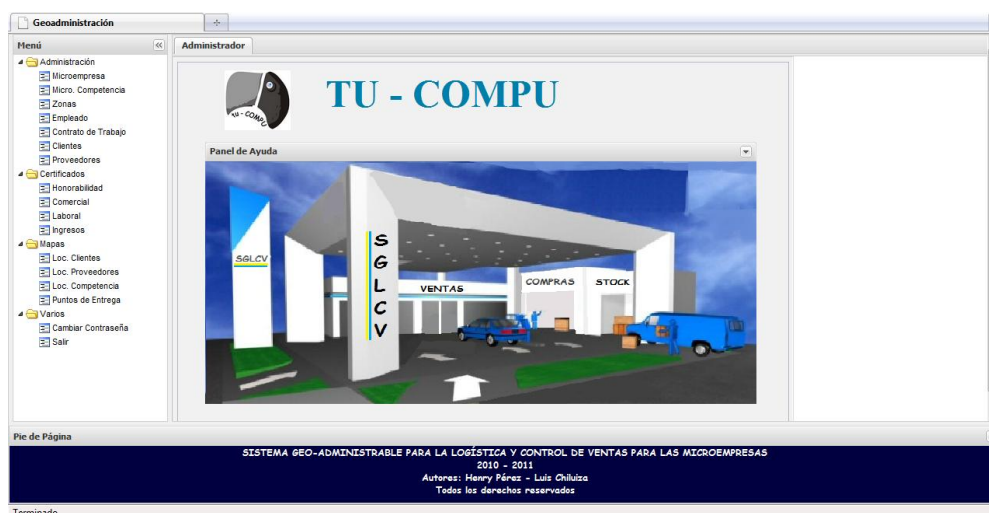 Geoadministración
Menú
Administración
Microempresa
Micro. Competencia
Zonas
Empleado
Contrato de Trabajo
Clientes
Proveedores
Certificados
Honorabilidad
Comercial
Laboral
Ingresos
Mapas
Loc. Clientes
Loc. Proveedores
Loc. Competencia
Puntos de Entrega
Varios
Cambiar Contraseña
Salir
Administrador
TU - COMPU
TU - COMPU
Panel de Ayuda
SGLCV
SGLCV
VENTAS
COMPRAS
STOCK
Pie de Página
SISTEMA GEO-ADMINISTRABLE PARA LA LOGÍSTICA Y CONTROL DE VENTAS PARA LAS MICROEMPRESAS
2010 - 2011
Autores: Henry Pérez - Luis Chiluiza
Todos los derechos reservados
Terminado